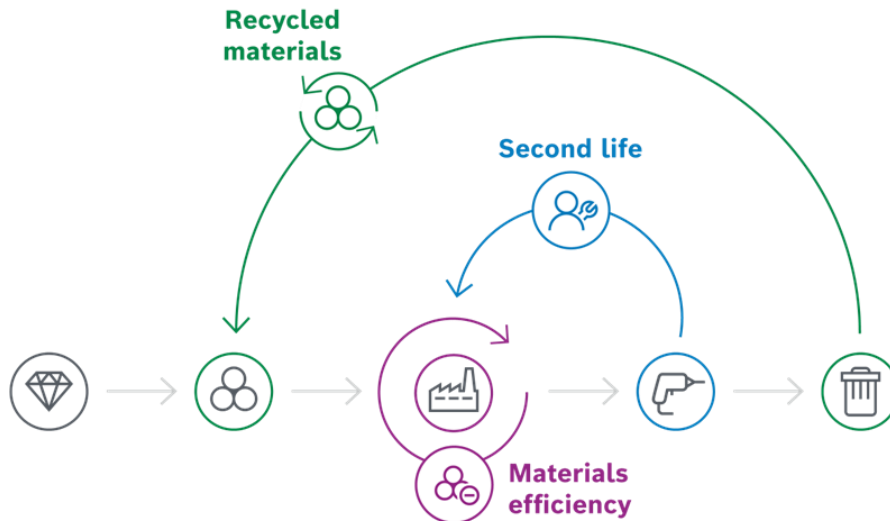 Recycled
materials
Second life
Materials
efficiency